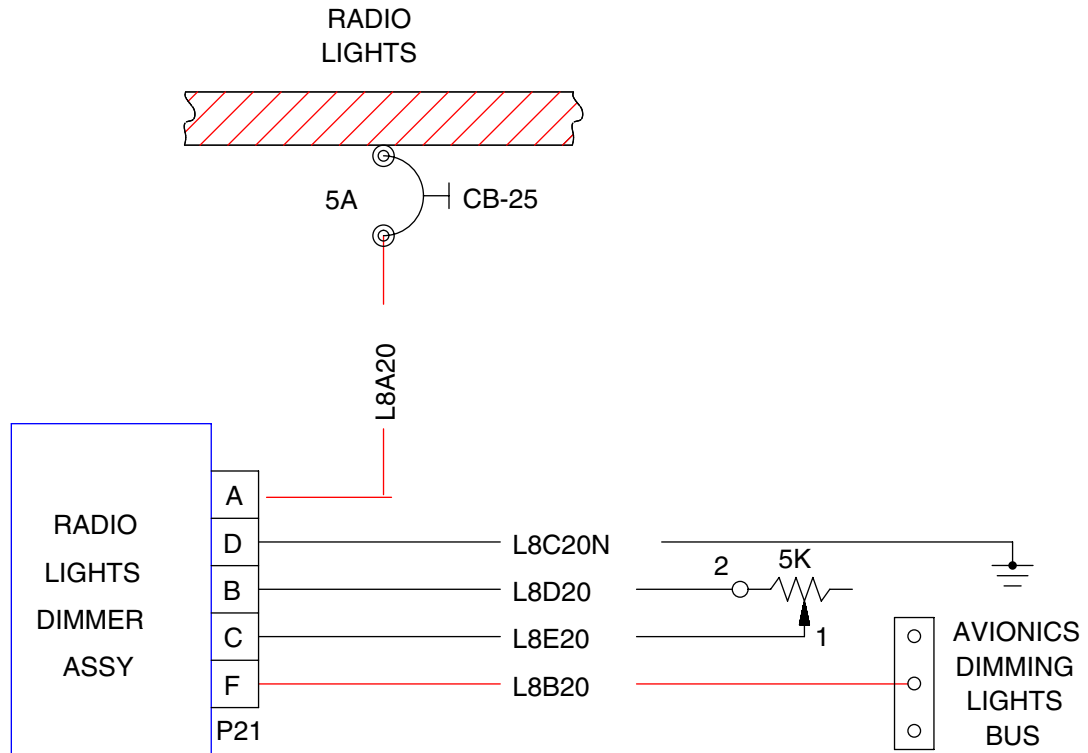 RADIO
LIGHTS
5A
CB-25
L8A20
RADIO
LIGHTS
DIMMER
ASSY
A
D
B
C
F
P21
L8C20N
L8D20
L8E20
L8B20
2
5K
1
AVIONICS
DIMMING
LIGHTS
BUS